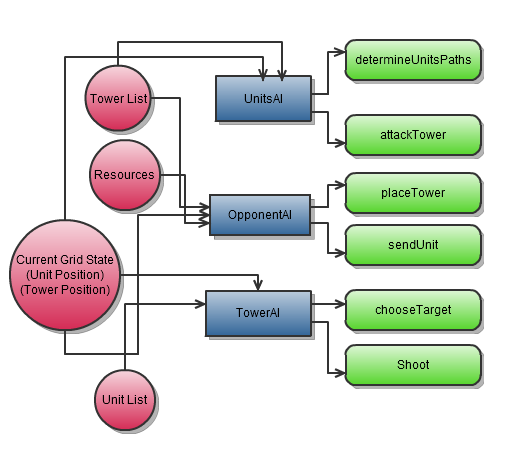 determineUnitsPaths
Tower List
UnitsAI
attackTower
Resources
placeTower
OpponentAI
sendUnit
Current Grid State
(Unit Position)
(Tower Position)
TowerAI
chooseTarget
Shoot
Unit List